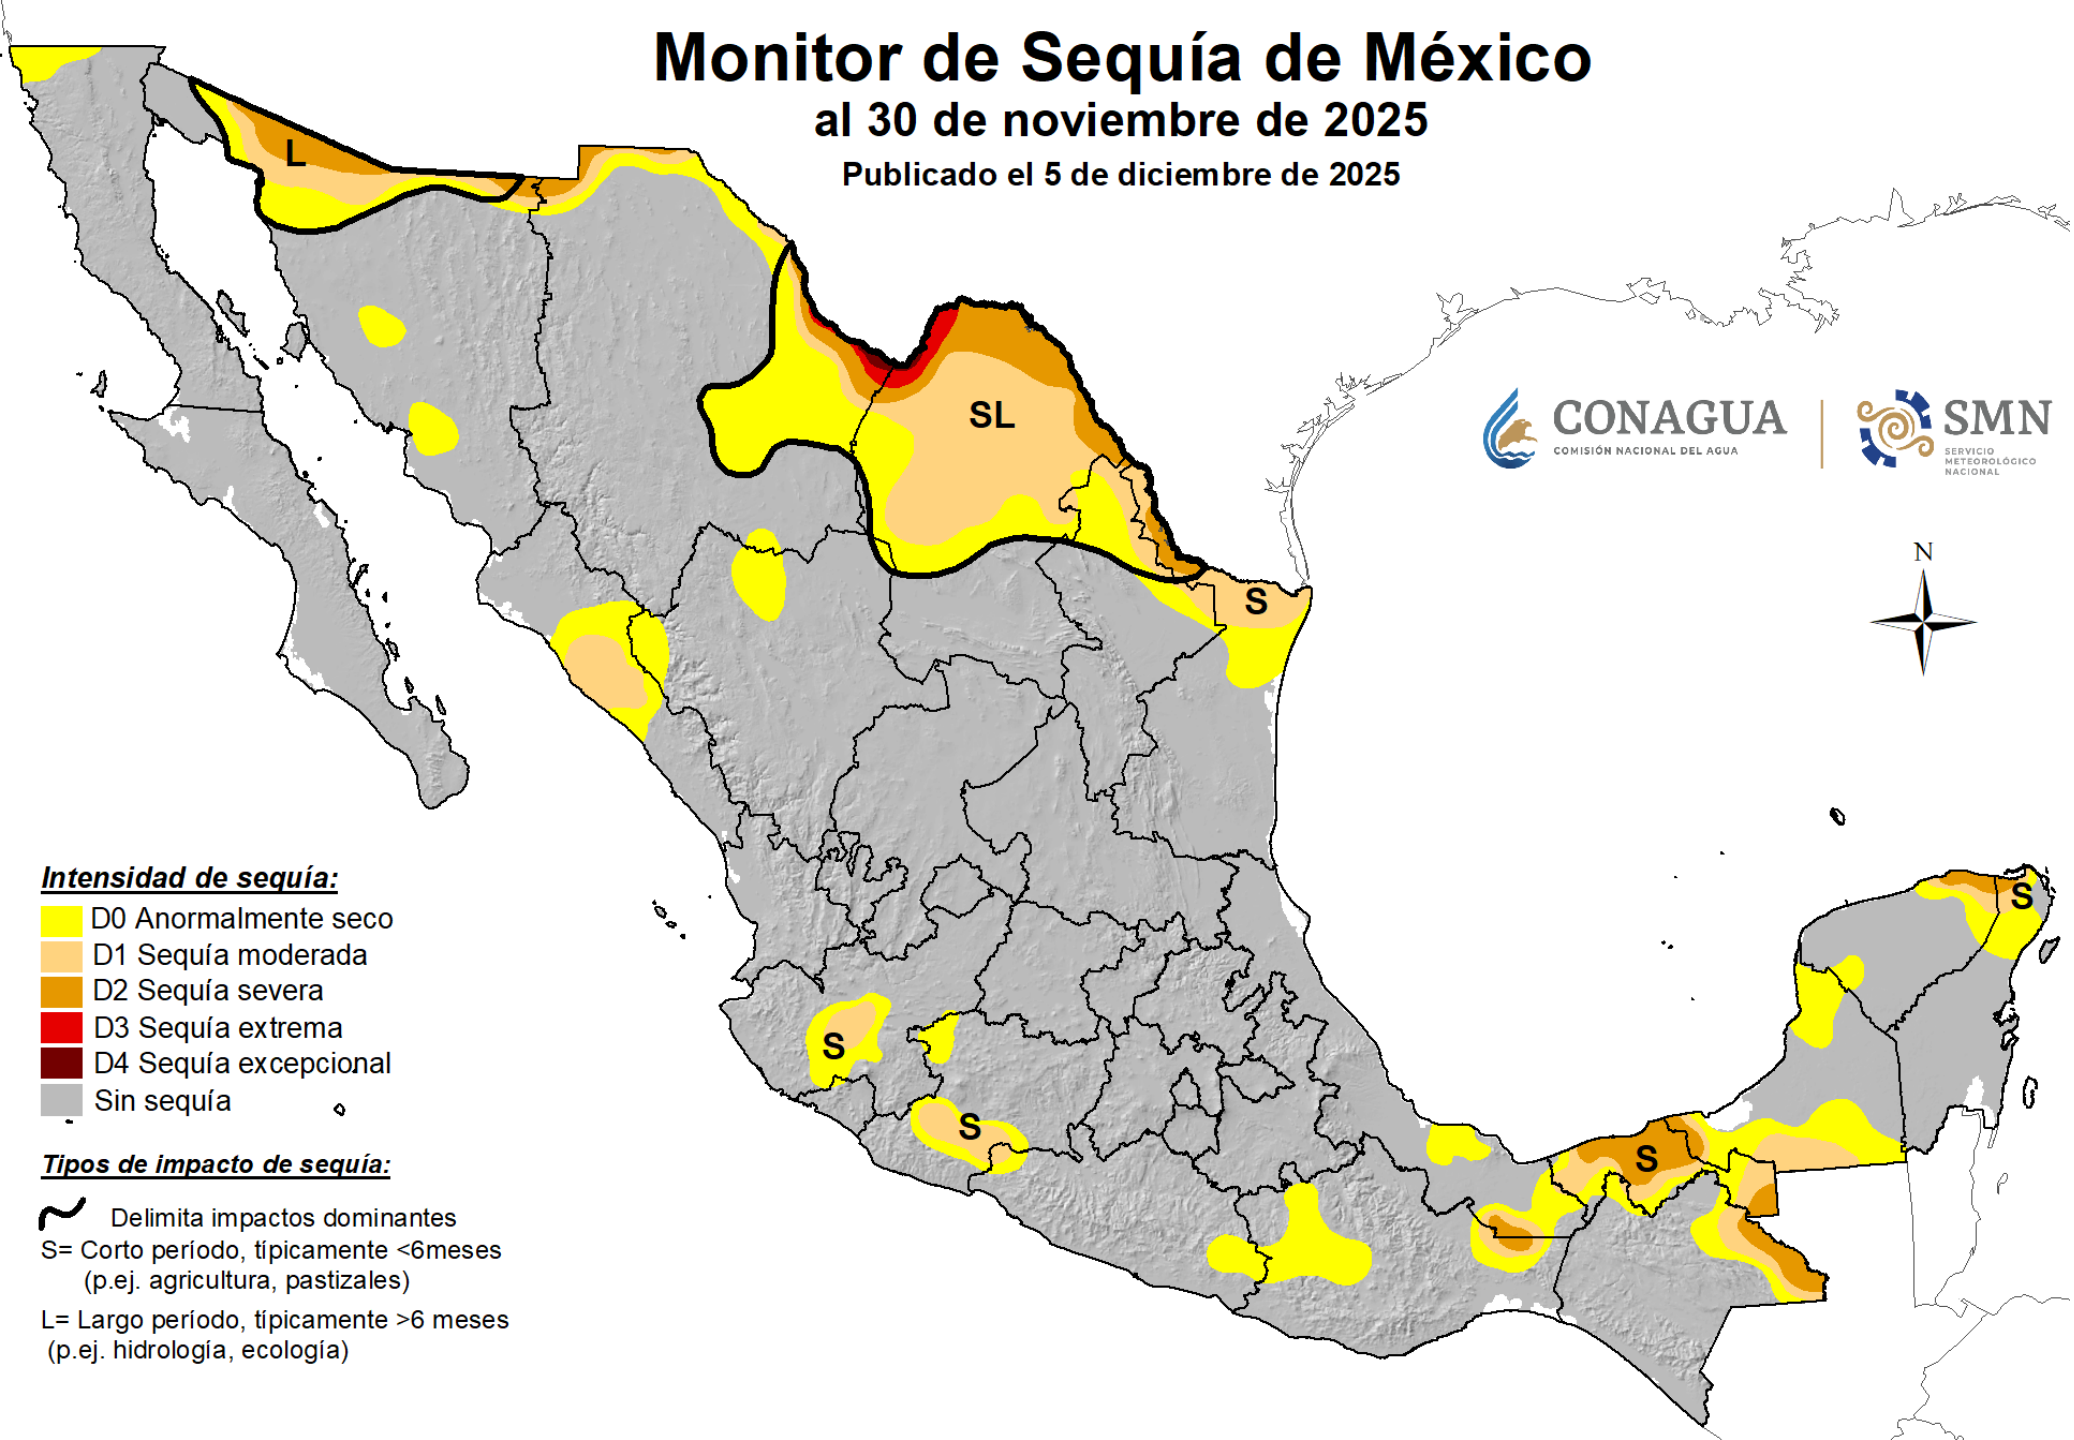 Monitor de Sequía de México
al 30 de noviembre de 2025
Publicado el 5 de diciembre de 2025
L
SL
CONAGUA
COMISIÓN NACIONAL DEL AGUA
SMN
SERVICIO
METEOROLÓGICO
NACIONAL
N
S
Intensidad de sequía:
D0 Anormalmente seco
D1 Sequía moderada
D2 Sequía severa
D3 Sequía extrema
D4 Sequía excepcional
Sin sequía
S
S
S
S
Tipos de impacto de sequía:
Delimita impactos dominantes
S= Corto período, típicamente <6meses
(p.ej. agricultura, pastizales)
L= Largo período, típicamente >6 meses
(p.ej. hidrología, ecología)